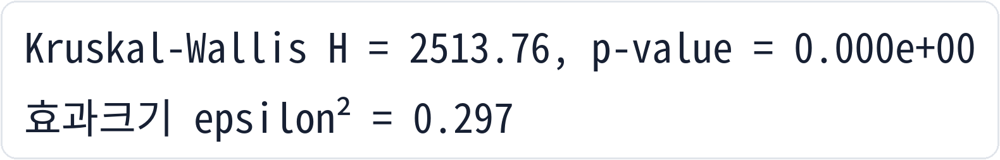 Kruskal-Wallis H = 2513.76, p-value = 0.000e+00
효과크기 epsilon² = 0.297